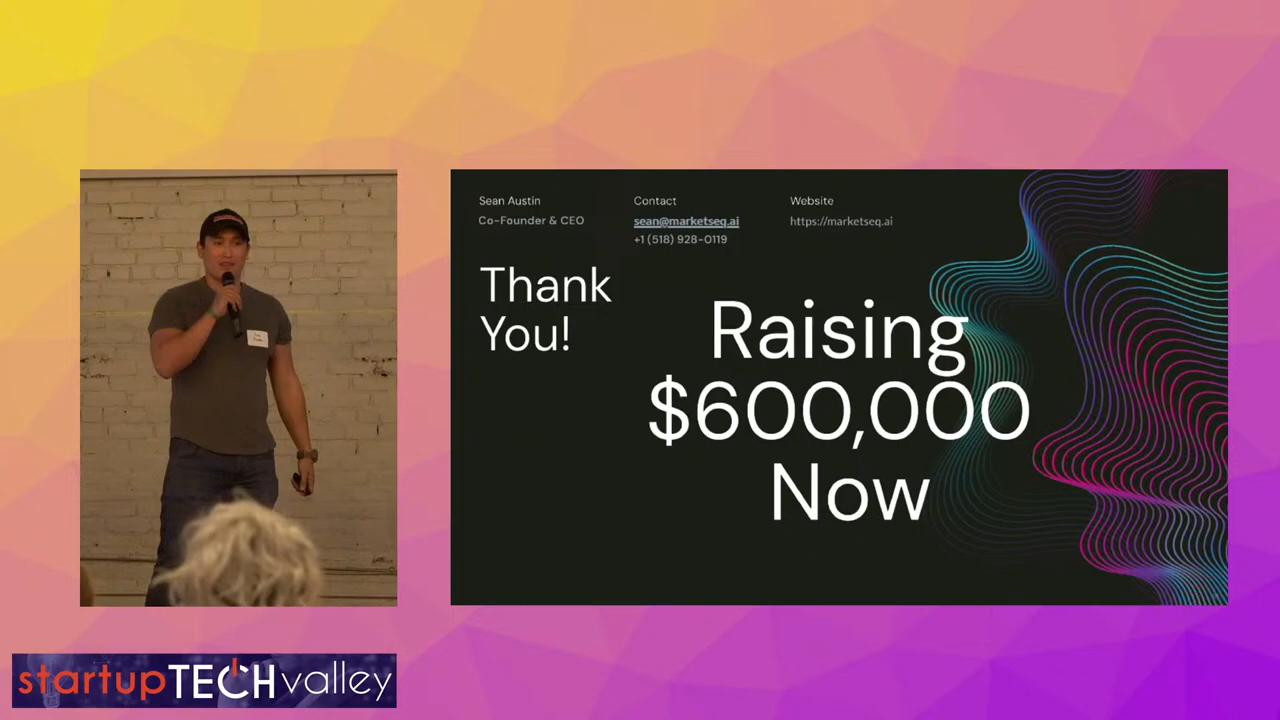 Sean Austin
Co-Founder & CEO
Contact
sean@marketseq.ai
+1 (518) 928-0119
Website
https://marketseq.ai
Thank
You!
Raising
$600,000
Now
startupTECHvalley